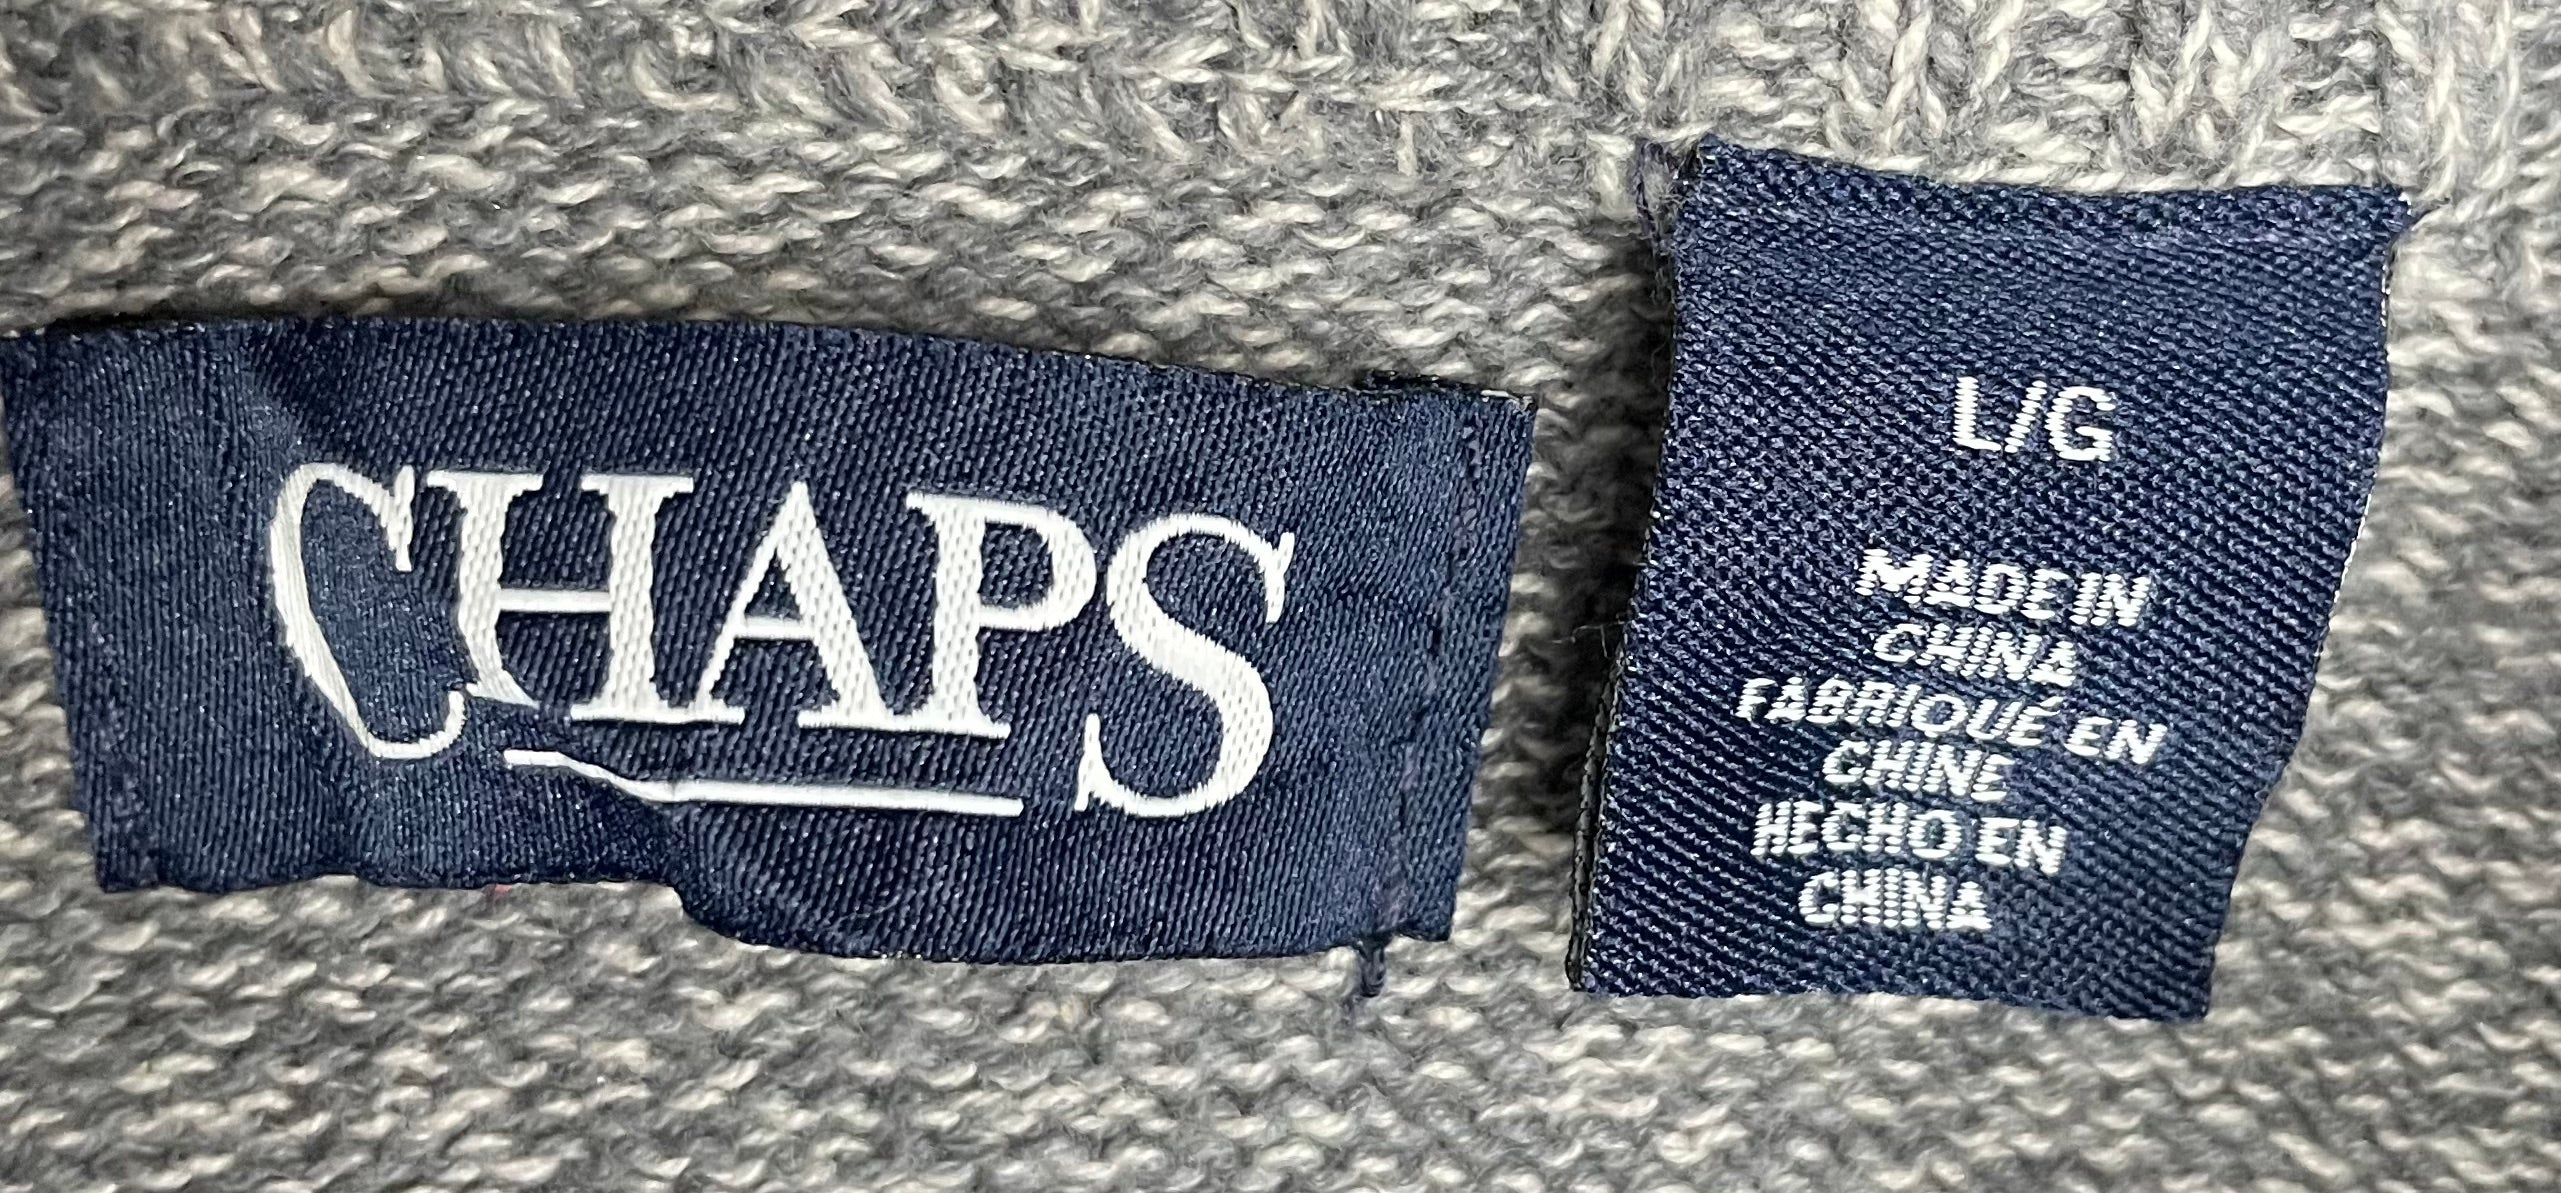 CHAPS
L/G
MADE IN
CHINA
FABRIQUÉ EN
CHINE
HECHO EN
CHINA